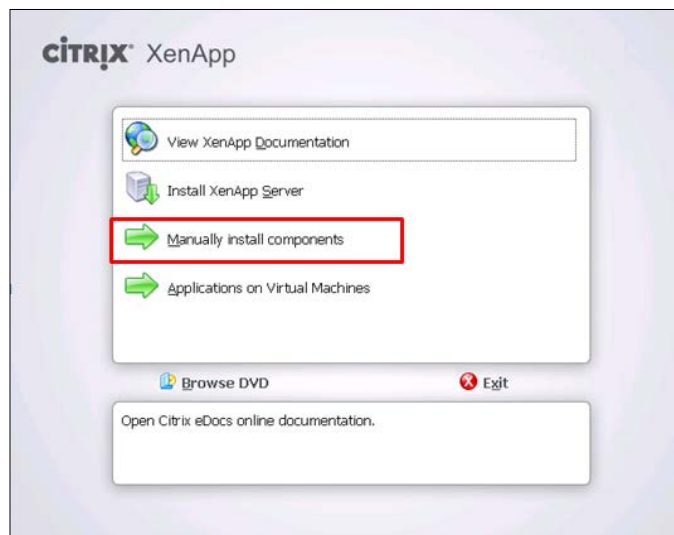 CITRIX XenApp
View XenApp Documentation
Install XenApp Server
Manually install components
Applications on Virtual Machines
Browse DVD Exit
Open Citrix eDocs online documentation.